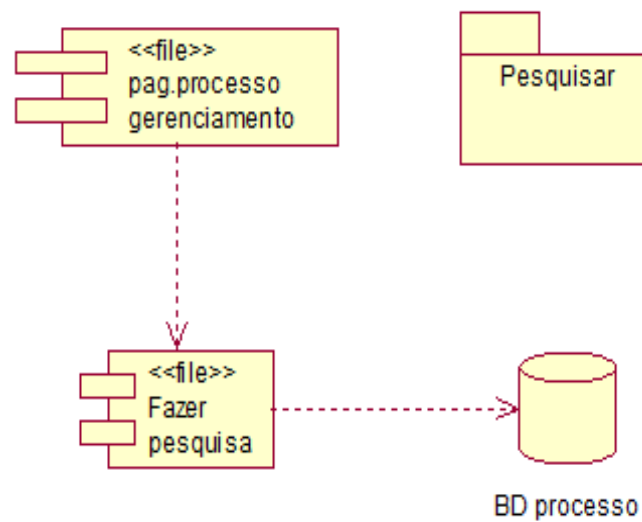 <<file>>
pag.processo
gerenciamento
Pesquisar
<<file>>
Fazer
pesquisa
BD processo